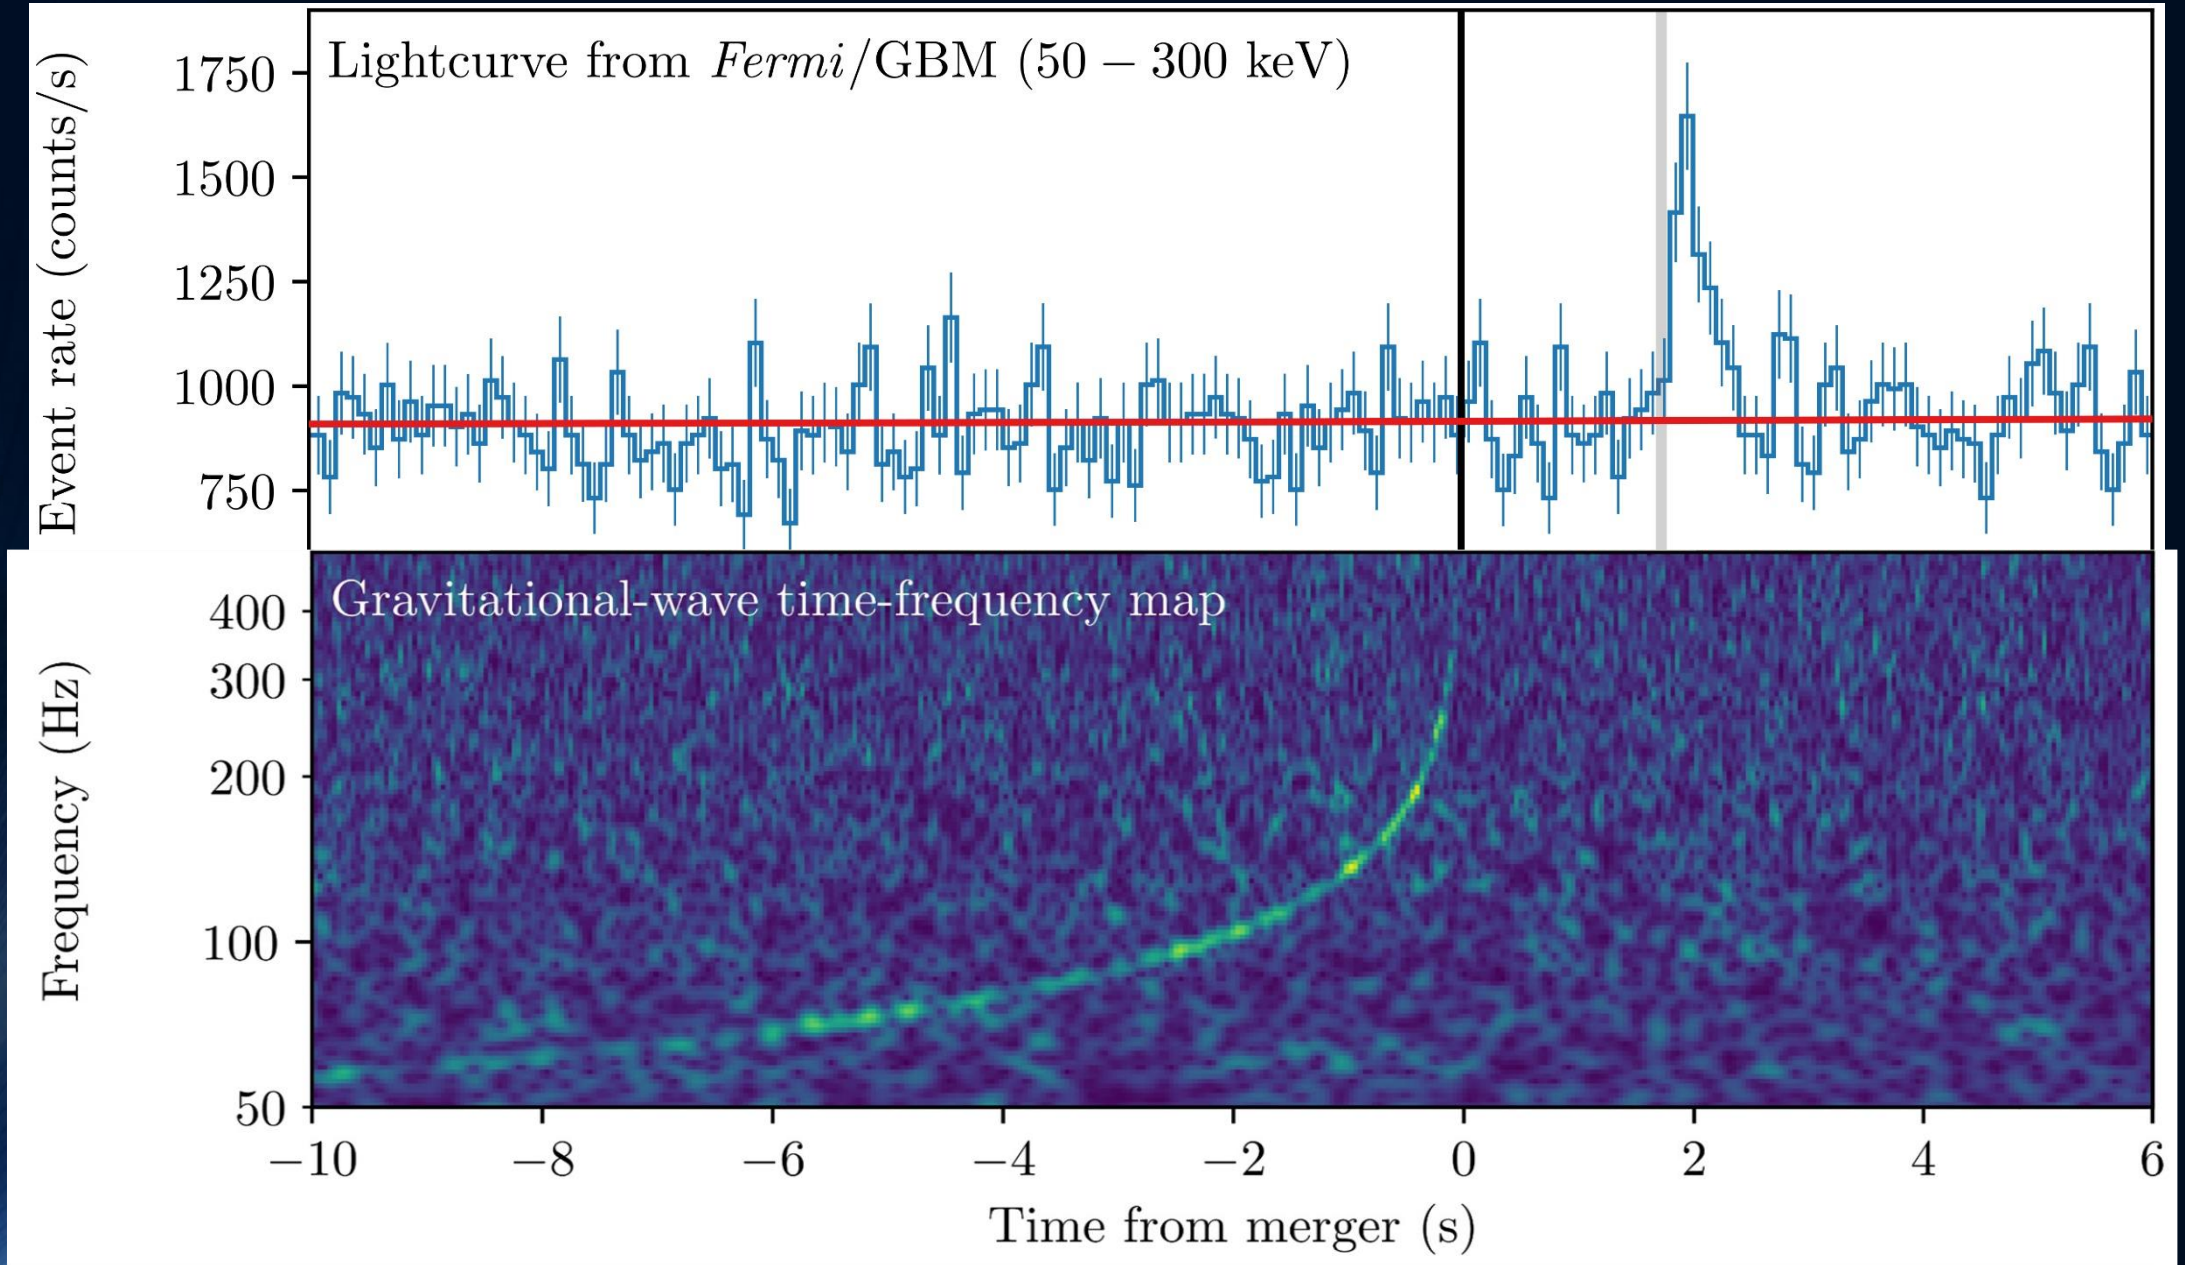 Lightcurve from Fermi/GBM (50 – 300 keV)
Event rate (counts/s)
1750
1500
1250
1000
750
Gravitational-wave time-frequency map
Frequency (Hz)
400
300
200
100
50
−10 −8 −6 −4 −2 0 2 4 6
Time from merger (s)